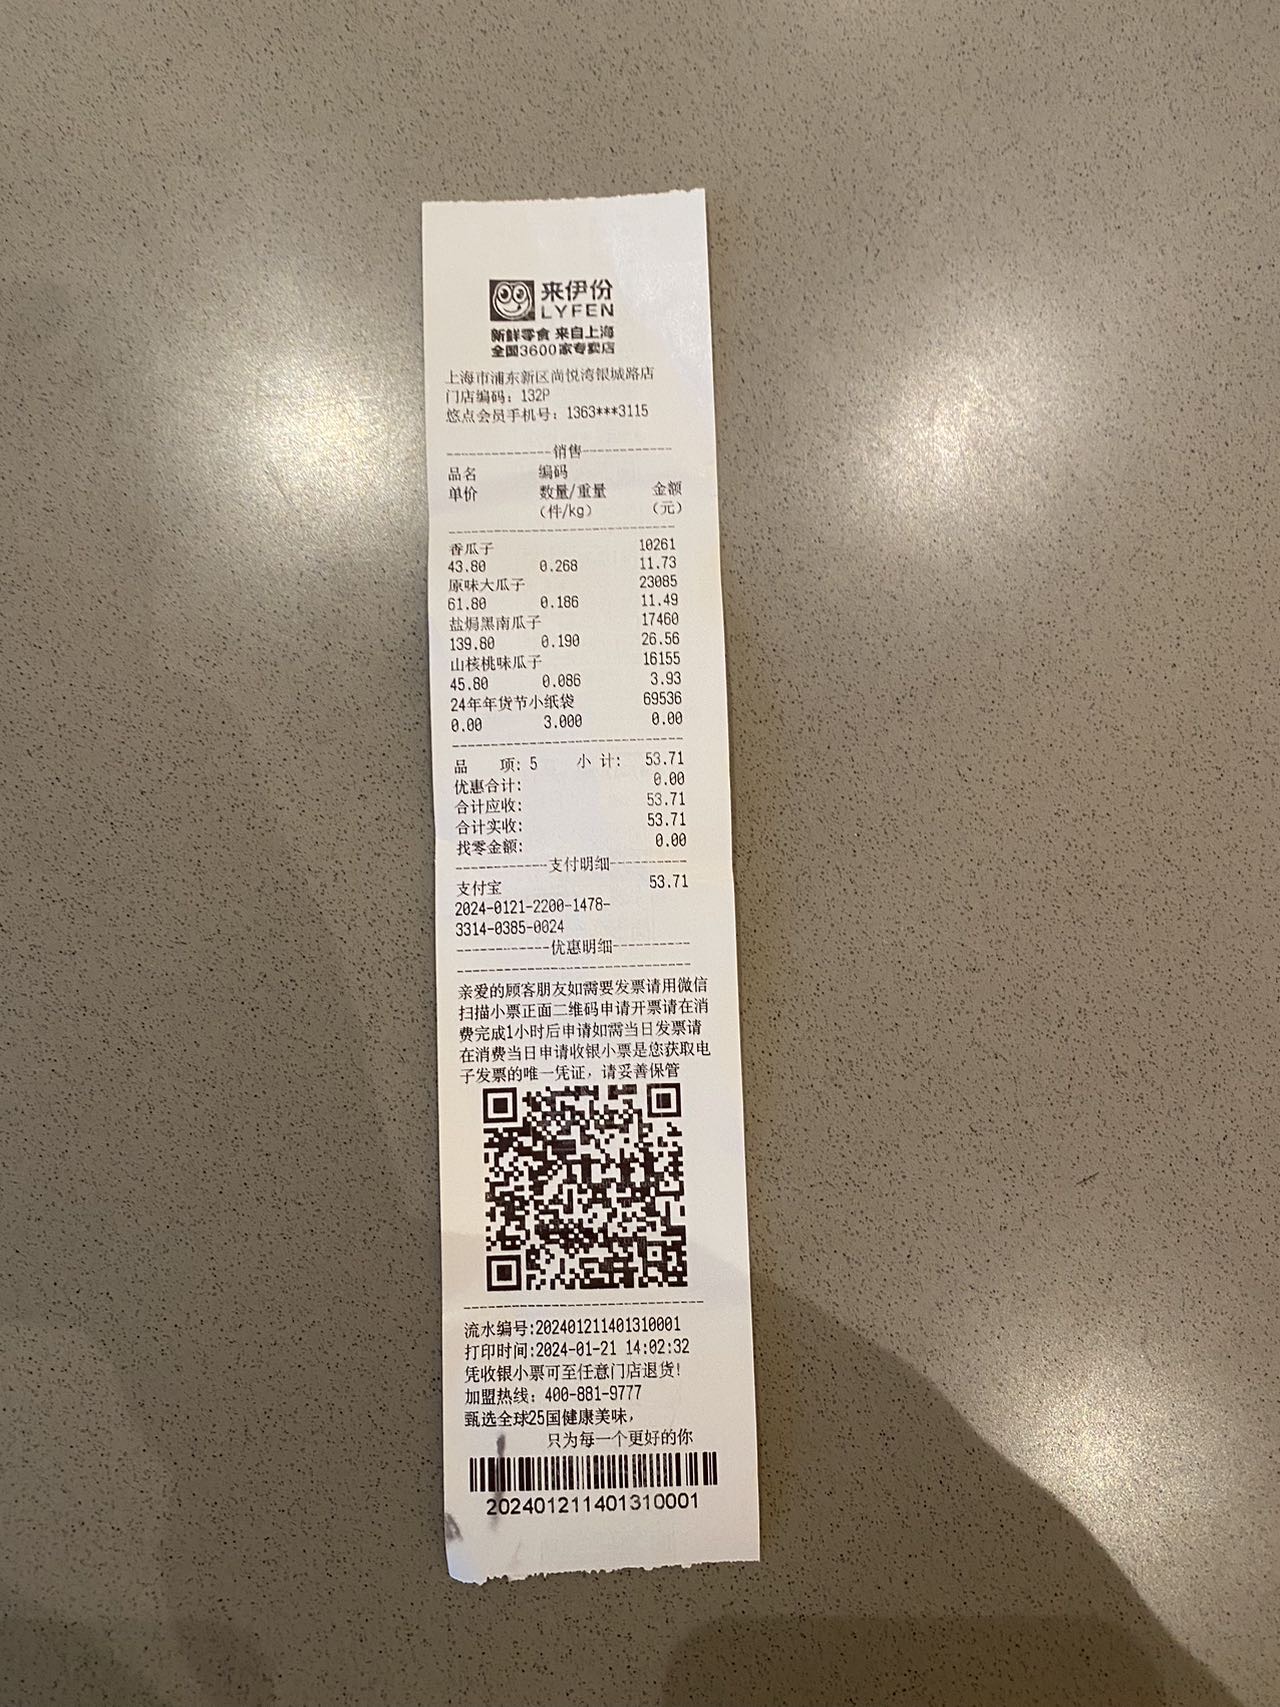 来伊份
LYFEN
新鲜零食 来自上海
全国3600家专卖店
上海市浦东新区尚悦湾银城路店
门店编码：132P
悠点会员手机号：1363***3115
--------------销售------------
品名 编码
单价 数量/重量 金额
（件/kg） （元）
香瓜子 10261
43.80 0.268 11.73
原味大瓜子 23085
61.80 0.186 11.49
盐焗黑南瓜子 17460
139.80 0.190 26.56
山核桃味瓜子 16155
45.80 0.086 3.93
24年年货节小纸袋 69536
0.00 3.000 0.00
品 项: 5 小 计: 53.71
优惠合计: 0.00
合计应收: 53.71
合计实收: 53.71
找零金额: 0.00
------------支付明细----------
支付宝 53.71
2024-0121-2200-1478-
3314-0385-0024
------------优惠明细----------
亲爱的顾客朋友如需要发票请用微信
扫描小票正面二维码申请开票请在消
费完成1小时后申请如需当日发票请
在消费当日申请收银小票是您获取电
子发票的唯一凭证，请妥善保管
流水编号:202401211401310001
打印时间:2024-01-21 14:02:32
凭收银小票可至任意门店退货!
加盟热线：400-881-9777
甄选全球25国健康美味，
只为每一个更好的你
202401211401310001